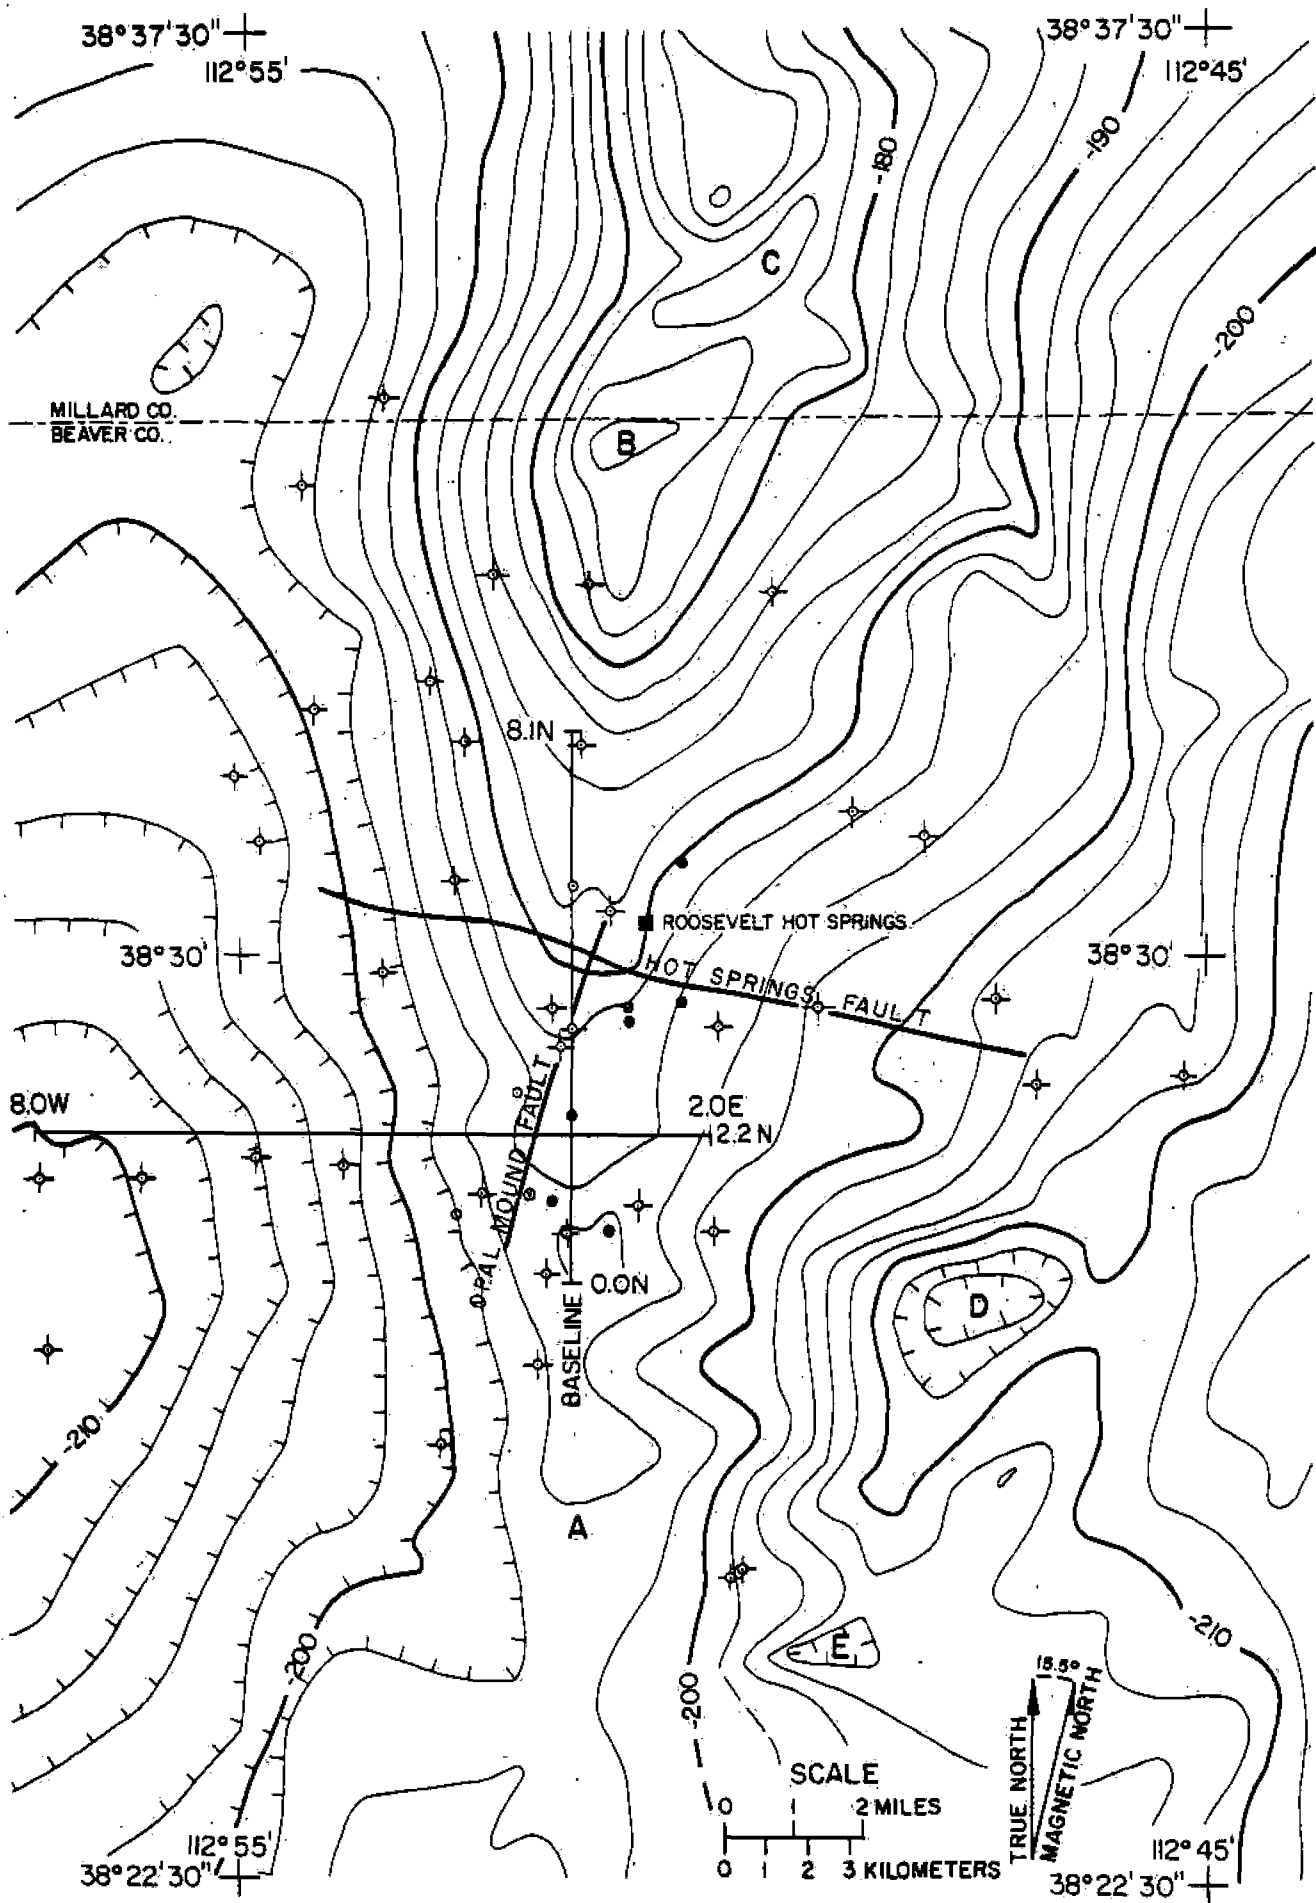 38°37'30"
112°55'
38°37'30"
112°45'
-180
-190
C
-200
MILLARD CO.
BEAVER CO.
B
8.1N
ROOSEVELT HOT SPRINGS
38°30'
38°30'
HOT SPRINGS FAULT
8.0W
2.0E
2.2N
OPAL MOUND FAULT
0.0N
D
BASELINE
-210
A
E
-200
-200
-210
15.5°
TRUE NORTH
MAGNETIC NORTH
SCALE
0 1 2 MILES
0 1 2 3 KILOMETERS
112°55'
38°22'30"
112°45'
38°22'30"